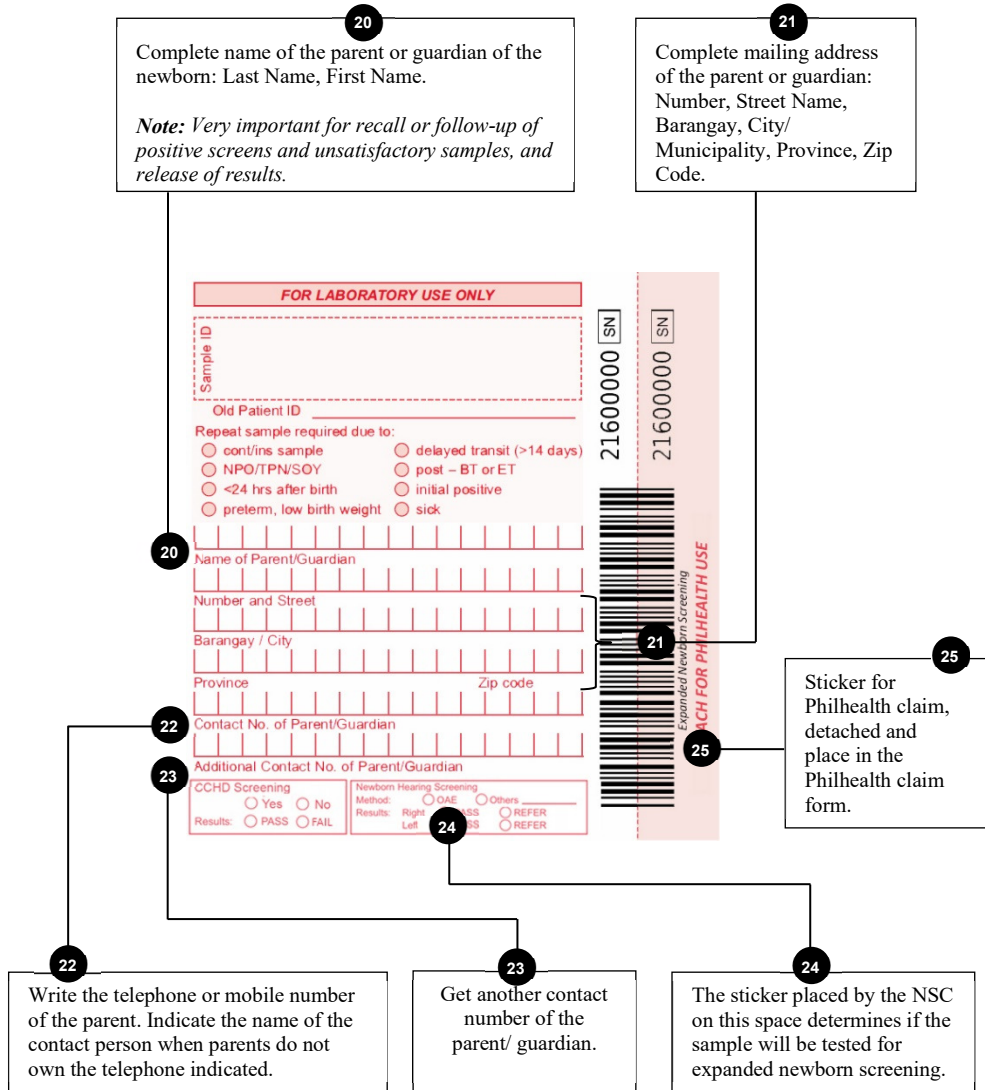 20
Complete name of the parent or guardian of the
newborn: Last Name, First Name.
Note: Very important for recall or follow-up of
positive screens and unsatisfactory samples, and
release of results.
21
Complete mailing address
of the parent or guardian:
Number, Street Name,
Barangay, City/
Municipality, Province, Zip
Code.
FOR LABORATORY USE ONLY
Sample ID
Old Patient ID
Repeat sample required due to:
cont/ins sample
delayed transit (>14 days)
NPO/TPN/SOY
post – BT or ET
<24 hrs after birth
initial positive
preterm, low birth weight
sick
20
Name of Parent/Guardian
Number and Street
Barangay / City
Province Zip code
22
Contact No. of Parent/Guardian
23
Additional Contact No. of Parent/Guardian
CCHD Screening
Yes No
Results: PASS FAIL
Newborn Hearing Screening
Method: OAE Others
Results: Right REFER
Left REFER
24
21600000 SN
21600000 SN
21
Expanded Newborn Screening
FOR PHILHEALTH USE
25
25
Sticker for
Philhealth claim,
detached and
place in the
Philhealth claim
form.
22
Write the telephone or mobile number
of the parent. Indicate the name of the
contact person when parents do not
own the telephone indicated.
23
Get another contact
number of the
parent/ guardian.
24
The sticker placed by the NSC
on this space determines if the
sample will be tested for
expanded newborn screening.